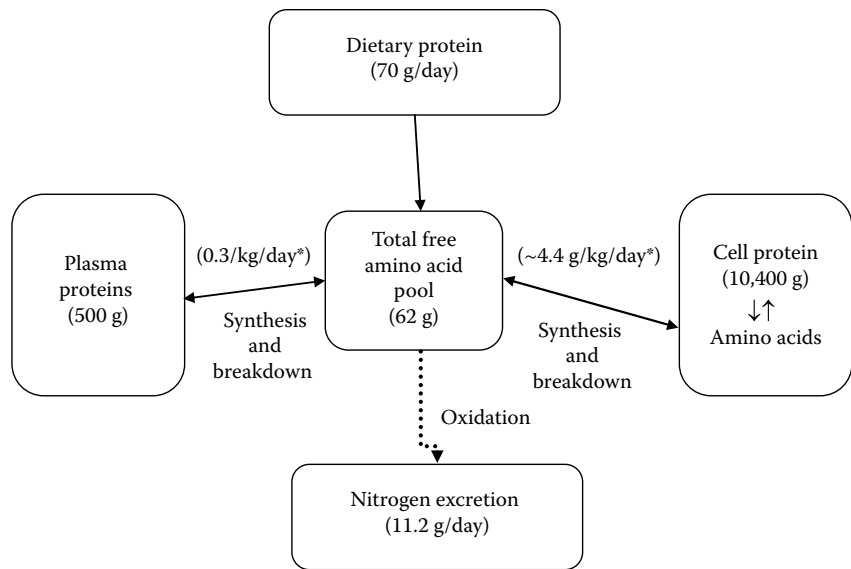 Dietary protein
(70 g/day)
Plasma
proteins
(500 g)
(0.3/kg/day*)
Synthesis
and
breakdown
Total free
amino acid
pool
(62 g)
(~4.4 g/kg/day*)
Synthesis
and
breakdown
Cell protein
(10,400 g)
↓↑
Amino acids
Oxidation
Nitrogen excretion
(11.2 g/day)